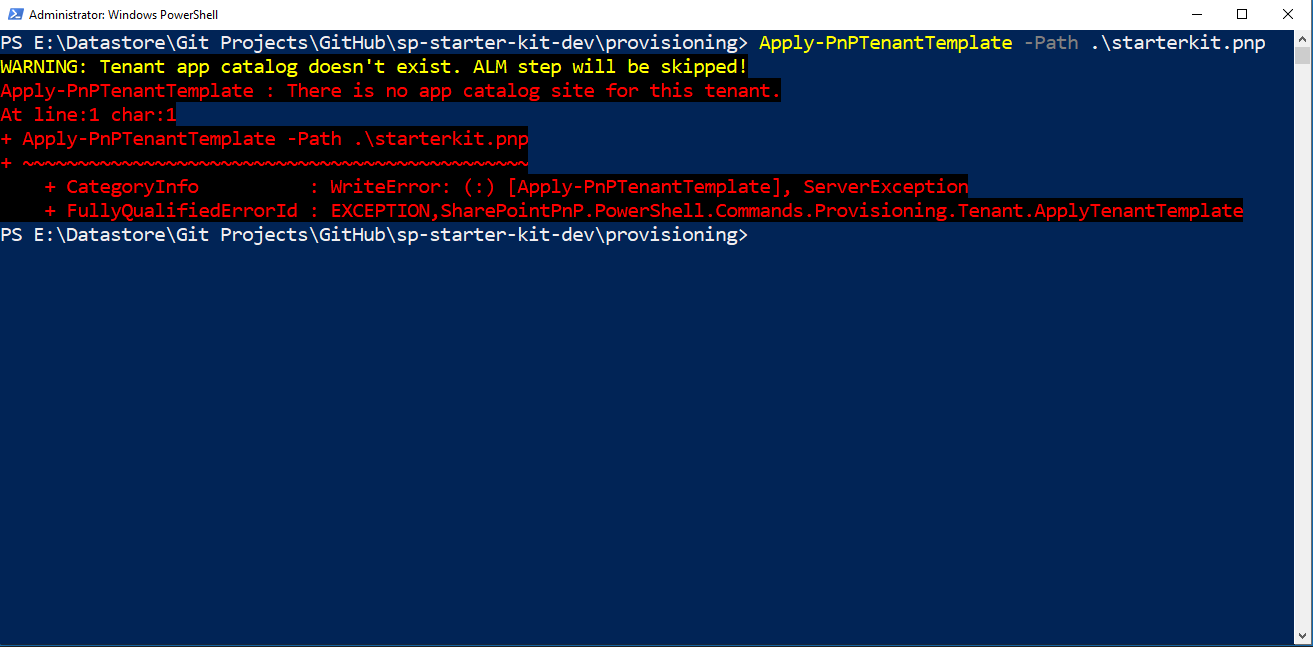 Administrator: Windows PowerShell
PS E:\Datastore\Git Projects\GitHub\sp-starter-kit-dev\provisioning> Apply-PnPTenantTemplate -Path .\starterkit.pnp
WARNING: Tenant app catalog doesn't exist. ALM step will be skipped!
Apply-PnPTenantTemplate : There is no app catalog site for this tenant.
At line:1 char:1
+ Apply-PnPTenantTemplate -Path .\starterkit.pnp
+ ~~~~~~~~~~~~~~~~~~~~~~~~~~~~~~~~~~~~~~~~~~~~~~
    + CategoryInfo          : WriteError: (:) [Apply-PnPTenantTemplate], ServerException
    + FullyQualifiedErrorId : EXCEPTION,SharePointPnP.PowerShell.Commands.Provisioning.Tenant.ApplyTenantTemplate
PS E:\Datastore\Git Projects\GitHub\sp-starter-kit-dev\provisioning>